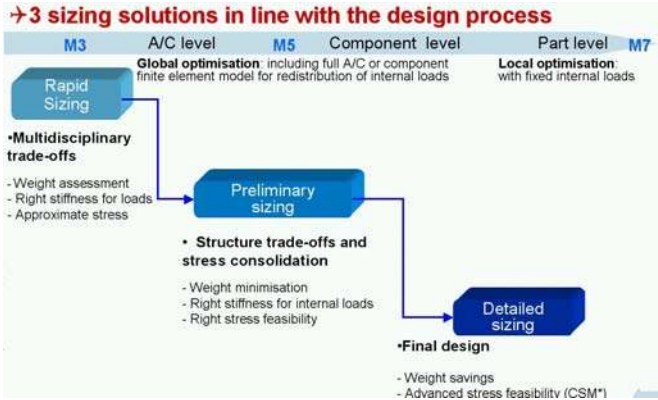 3 sizing solutions in line with the design process
M3 A/C level M5 Component level Part level M7
Global optimisation: including full A/C or component
finite element model for redistribution of internal loads
Local optimisation:
with fixed internal loads
Rapid
Sizing
•Multidisciplinary
trade-offs
- Weight assessment
- Right stiffness for loads
- Approximate stress
Preliminary
sizing
• Structure trade-offs and
stress consolidation
- Weight minimisation
- Right stiffness for internal loads
- Right stress feasibility
Detailed
sizing
•Final design
- Weight savings
- Advanced stress feasibility (CSM*)